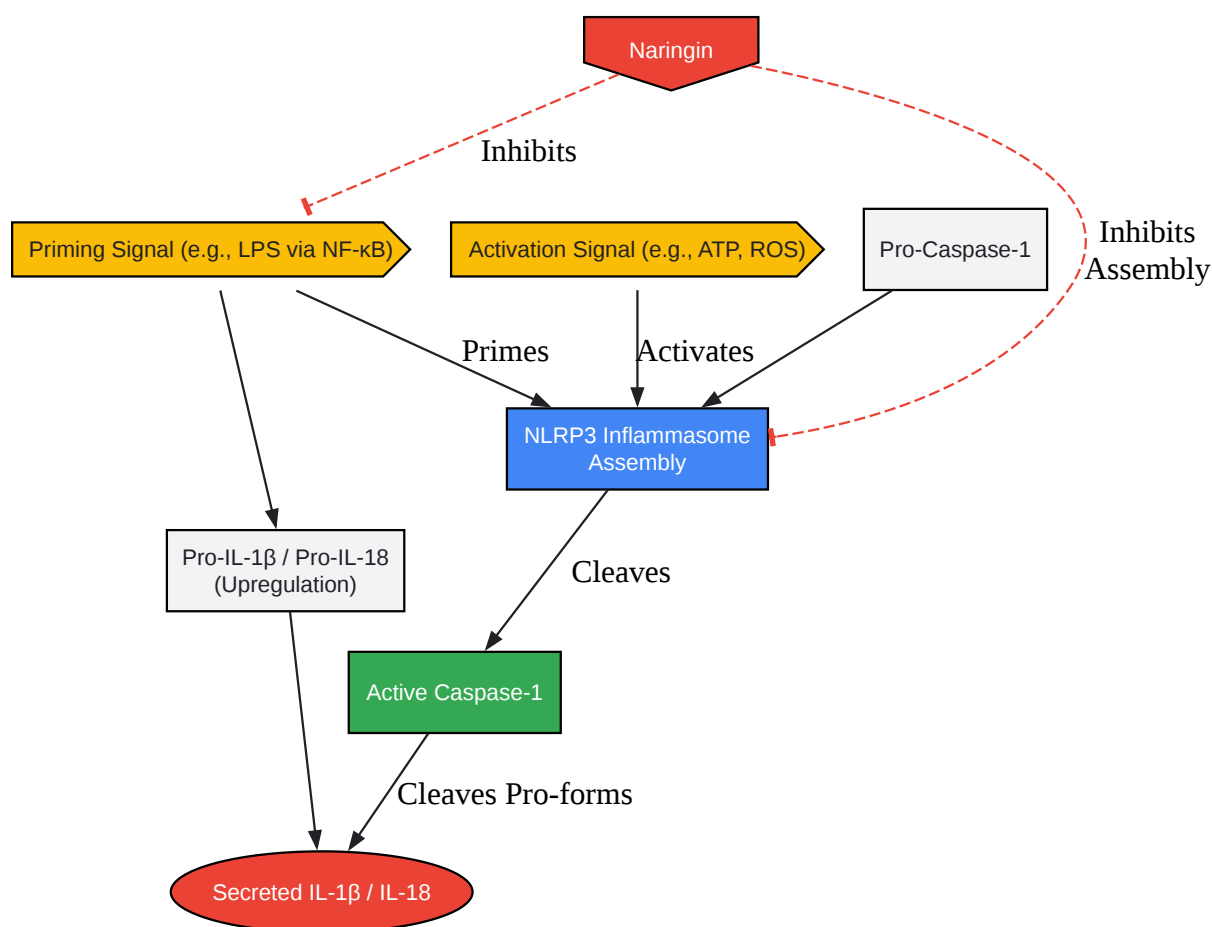 Naringin
Inhibits
Inhibits
Assembly
Priming Signal (e.g., LPS via NF-κB)
Activation Signal (e.g., ATP, ROS)
Pro-Caspase-1
Primes
Activates
NLRP3 Inflammasome
Assembly
Pro-IL-1β / Pro-IL-18
(Upregulation)
Cleaves
Active Caspase-1
Cleaves Pro-forms
Secreted IL-1β / IL-18